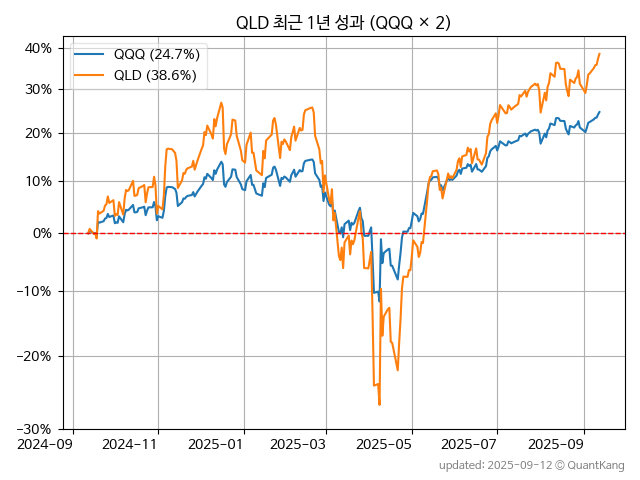 QLD 최근 1년 성과 (QQQ × 2)
QQQ (24.7%)
QLD (38.6%)
40%
30%
20%
10%
0%
−10%
−20%
−30%
2024-09 2024-11 2025-01 2025-03 2025-05 2025-07 2025-09
updated: 2025-09-12 © QuantKang